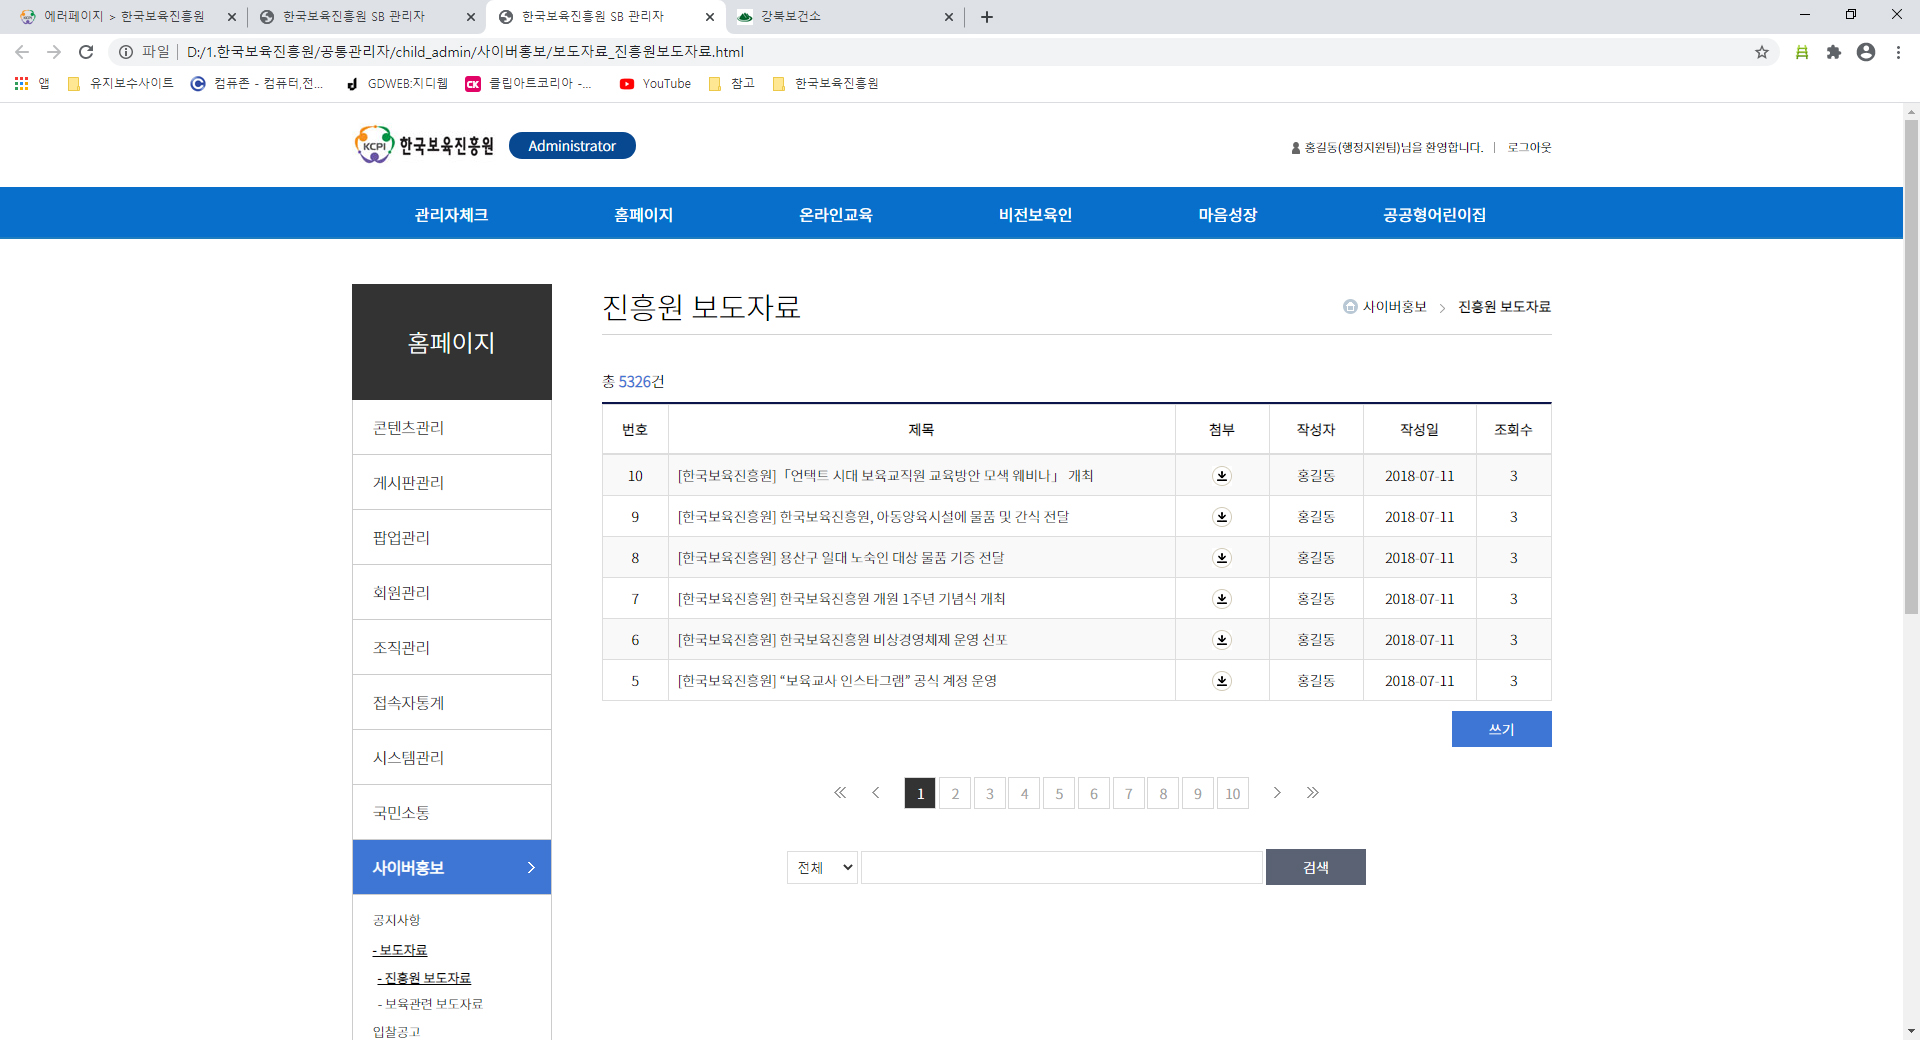 에러페이지 > 한국보육진흥원
한국보육진흥원 SB 관리자
한국보육진흥원 SB 관리자
강북보건소
파일 D:/1.한국보육진흥원/공통관리자/child_admin/사이버홍보/보도자료_진흥원보도자료.html
앱 유지보수사이트 컴퓨존 - 컴퓨터,전... GDWEB:지디웹 클립아트코리아 -... YouTube 참고 한국보육진흥원
KCPI 한국보육진흥원 Administrator
홍길동(행정지원팀)님을 환영합니다. | 로그아웃
관리자체크 홈페이지 온라인교육 비전보육인 마음성장 공공형어린이집
홈페이지
콘텐츠관리
게시판관리
팝업관리
회원관리
조직관리
접속자통계
시스템관리
국민소통
사이버홍보
공지사항
- 보도자료
- 진흥원 보도자료
- 보육관련 보도자료
입찰공고
진흥원 보도자료
사이버홍보 > 진흥원 보도자료
총 5326건
번호 제목 첨부 작성자 작성일 조회수
10 [한국보육진흥원]「언택트 시대 보육교직원 교육방안 모색 웨비나」 개최 홍길동 2018-07-11 3
9 [한국보육진흥원] 한국보육진흥원, 아동양육시설에 물품 및 간식 전달 홍길동 2018-07-11 3
8 [한국보육진흥원] 용산구 일대 노숙인 대상 물품 기증 전달 홍길동 2018-07-11 3
7 [한국보육진흥원] 한국보육진흥원 개원 1주년 기념식 개최 홍길동 2018-07-11 3
6 [한국보육진흥원] 한국보육진흥원 비상경영체제 운영 선포 홍길동 2018-07-11 3
5 [한국보육진흥원] “보육교사 인스타그램” 공식 계정 운영 홍길동 2018-07-11 3
쓰기
1 2 3 4 5 6 7 8 9 10
전체 검색